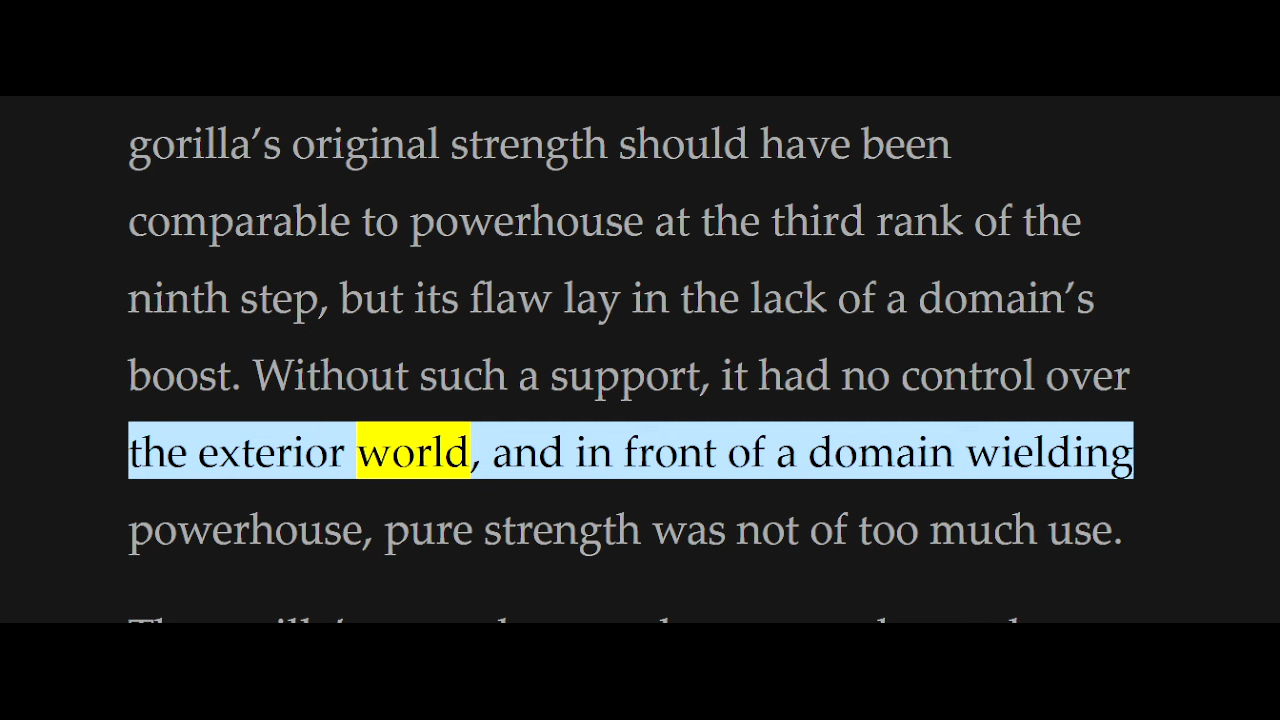 gorilla’s original strength should have been
comparable to powerhouse at the third rank of the
ninth step, but its flaw lay in the lack of a domain’s
boost. Without such a support, it had no control over
the exterior world, and in front of a domain wielding
powerhouse, pure strength was not of too much use.